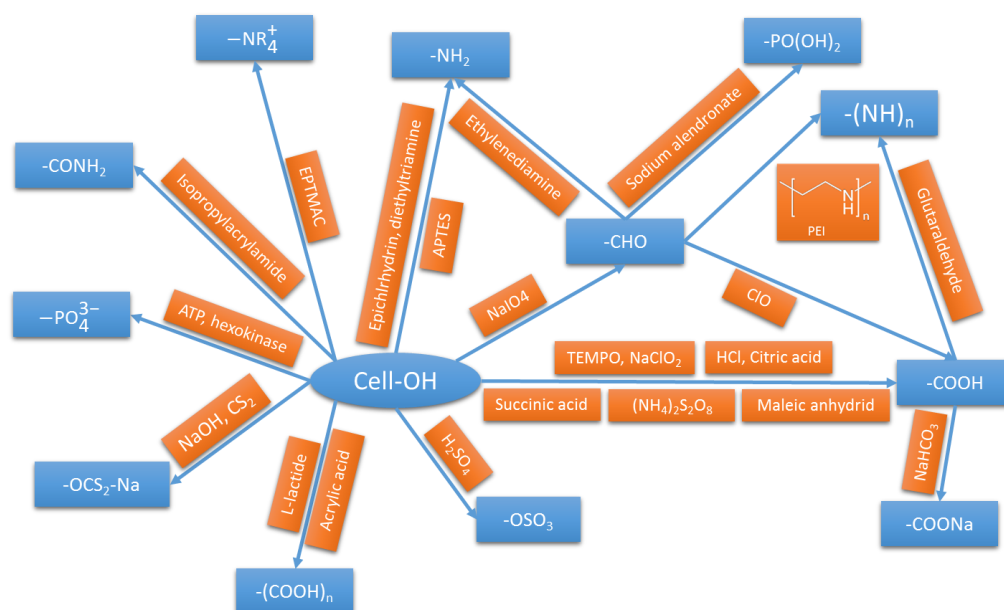 −NR₄⁺
-NH₂
-PO(OH)₂
-(NH)ₙ
-CONH₂
Isopropylacrylamide
EPTMAC
Epichlrhydrin, diethyltriamine
APTES
Ethylenediamine
Sodium alendronate
[ N H ]n
PEI
Glutaraldehyde
-CHO
−PO₄³⁻
ATP, hexokinase
NaIO4
ClO
Cell-OH
TEMPO, NaClO₂
HCl, Citric acid
-COOH
Succinic acid
(NH₄)₂S₂O₈
Maleic anhydrid
NaOH, CS₂
L-lactide
Acrylic acid
H₂SO₄
NaHCO₃
-OCS₂-Na
-OSO₃
-COONa
-(COOH)ₙ